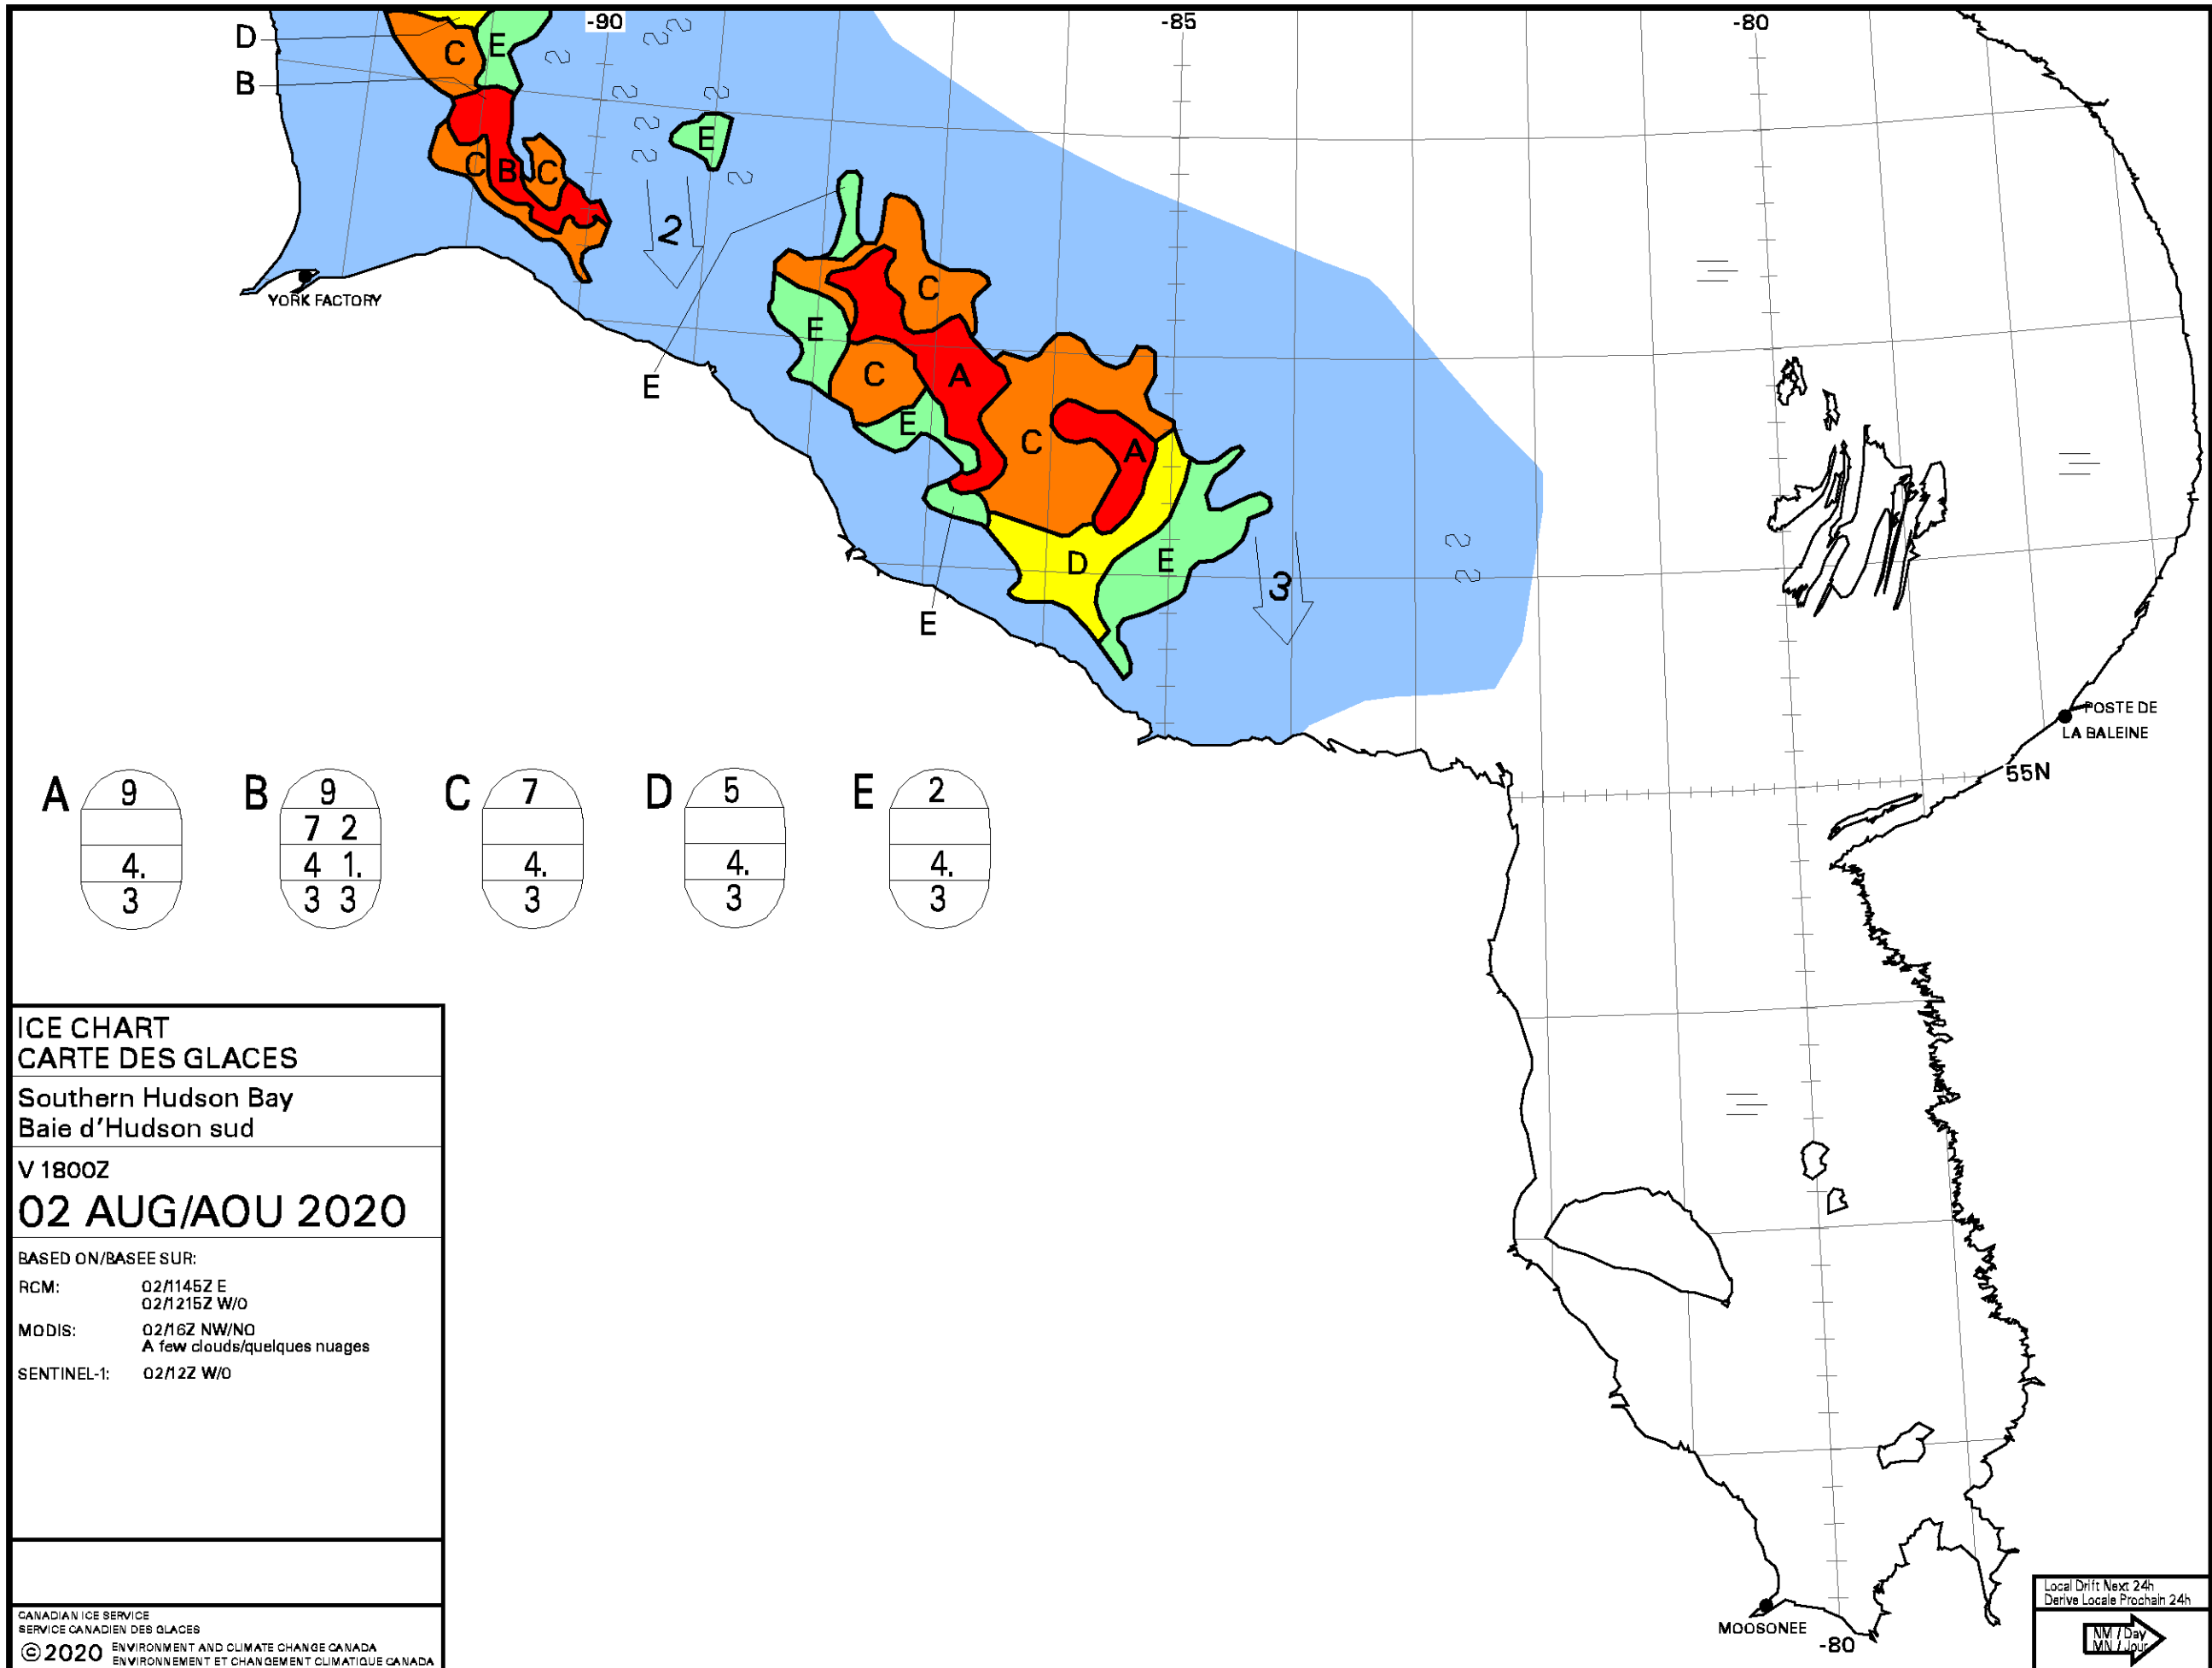 -90
-85
-80
D
C
E
B
E
C
B
C
2
YORK FACTORY
C
E
E
C
A
E
E
C
A
D
E
3
E
POSTE DE
LA BALEINE
55N
A
9
4.
3
B
9
7 2
4 1.
3 3
C
7
4.
3
D
5
4.
3
E
2
4.
3
ICE CHART
CARTE DES GLACES
Southern Hudson Bay
Baie d'Hudson sud
V 1800Z
02 AUG/AOU 2020
BASED ON/BASEE SUR:
RCM: 02/1145Z E
02/1215Z W/O
MODIS: 02/16Z NW/NO
A few clouds/quelques nuages
SENTINEL-1: 02/12Z W/O
CANADIAN ICE SERVICE
SERVICE CANADIEN DES GLACES
©2020 ENVIRONMENT AND CLIMATE CHANGE CANADA
ENVIRONNEMENT ET CHANGEMENT CLIMATIQUE CANADA
MOOSONEE
-80
Local Drift Next 24h
Derive Locale Prochain 24h
NM / Day
MN / Jour